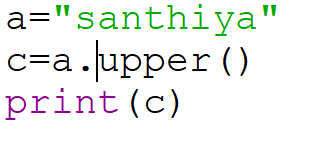 a="santhiya"
c=a.upper()
print(c)